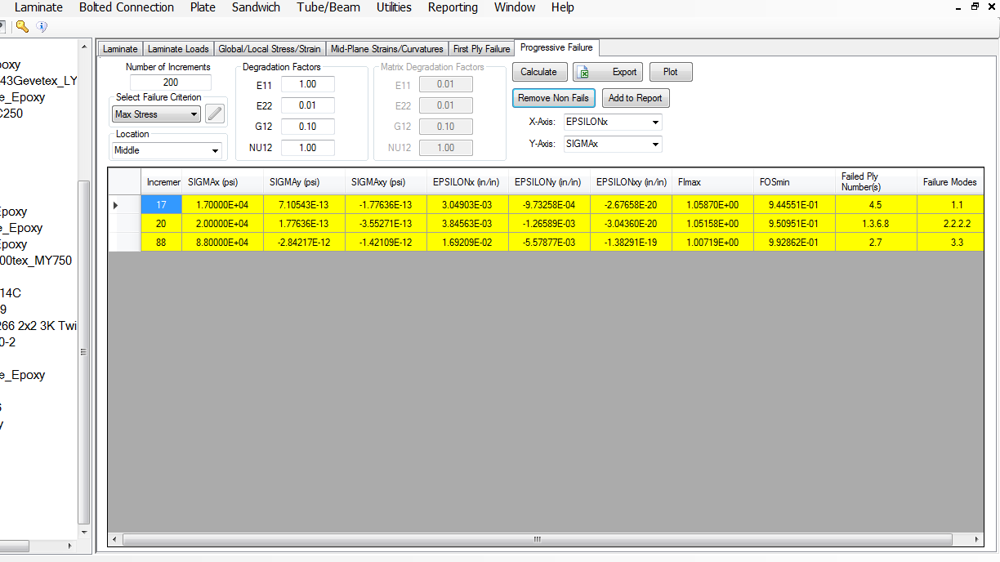 Laminate Bolted Connection Plate Sandwich Tube/Beam Utilities Reporting Window Help
poxy
43Gevetex_LY
e_Epoxy
C250
Epoxy
e_Epoxy
Epoxy
00tex_MY750
14C
9
266 2x2 3K Twi
0-2
e_Epoxy
Laminate Laminate Loads Global/Local Stress/Strain Mid-Plane Strains/Curvatures First Ply Failure Progressive Failure
Number of Increments
200
Select Failure Criterion
Max Stress
Location
Middle
Degradation Factors
E11 1.00
E22 0.01
G12 0.10
NU12 1.00
Matrix Degradation Factors
E11 0.01
E22 0.01
G12 0.10
NU12 1.00
Calculate Export Plot
Remove Non Fails Add to Report
X-Axis: EPSILONx
Y-Axis: SIGMAx
Incremer SIGMAx (psi) SIGMAy (psi) SIGMAxy (psi) EPSILONx (in/in) EPSILONy (in/in) EPSILONxy (in/in) FImax FOSmin Failed Ply Number(s) Failure Modes
17 1.70000E+04 7.10543E-13 -1.77636E-13 3.04903E-03 -9.73258E-04 -2.67658E-20 1.05870E+00 9.44551E-01 4.5 1.1
20 2.00000E+04 1.77636E-13 -3.55271E-13 3.84563E-03 -1.26589E-03 -3.04360E-20 1.05158E+00 9.50951E-01 1.3.6.8 2.2.2.2
88 8.80000E+04 -2.84217E-12 -1.42109E-12 1.69209E-02 -5.57877E-03 -1.38291E-19 1.00719E+00 9.92862E-01 2.7 3.3